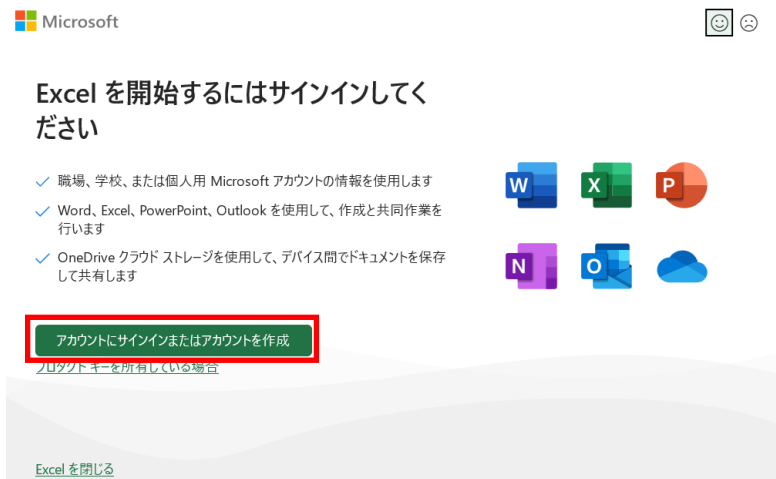 Microsoft
Excel を開始するにはサインインしてく
ださい
職場、学校、または個人用 Microsoft アカウントの情報を使用します
Word、Excel、PowerPoint、Outlook を使用して、作成と共同作業を
行います
OneDrive クラウド ストレージを使用して、デバイス間でドキュメントを保存
して共有します
W
X
P
N
O
アカウントにサインインまたはアカウントを作成
プロダクト キーを所有している場合
Excel を閉じる